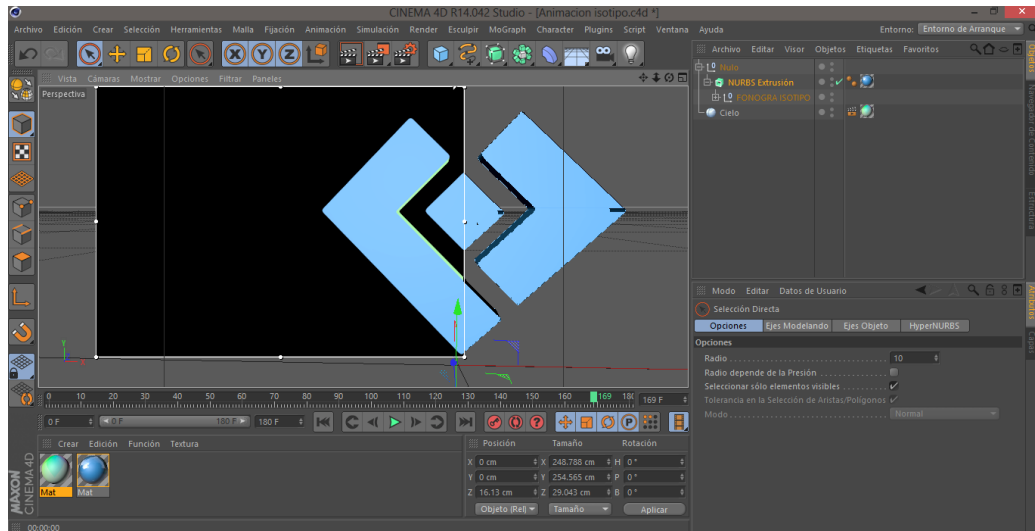 CINEMA 4D R14.042 Studio - [Animacion isotipo.c4d *]
Archivo Edición Crear Selección Herramientas Malla Fijación Animación Simulación Render Esculpir MoGraph Character Plugins Script Ventana Ayuda Entorno: Entorno de Arranque
Archivo Editar Visor Objetos Etiquetas Favoritos
Vista Cámaras Mostrar Opciones Filtrar Paneles
Perspectiva
Nulo
NURBS Extrusión
FONOGRA ISOTIPO
Cielo
Objetos
Navegador de Contenido
Estructura
Y
Modo Editar Datos de Usuario
Selección Directa
Opciones Ejes Modelando Ejes Objeto HyperNURBS
Opciones
Radio 10
Radio depende de la Presión
Seleccionar sólo elementos visibles
Tolerancia en la Selección de Aristas/Polígonos
Modo Normal
Atributos
Capas
0 10 20 30 40 50 60 70 80 90 100 110 120 130 140 150 160 169 180 169 F
0 F 0 F 180 F 180 F
Crear Edición Función Textura
Mat Mat
Posición Tamaño Rotación
X 0 cm X 248.788 cm H 0 °
Y 0 cm Y 254.565 cm P 0 °
Z 16.13 cm Z 29.043 cm B 0 °
Objeto (Rel) Tamaño Aplicar
MAXON
CINEMA 4D
00:00:00